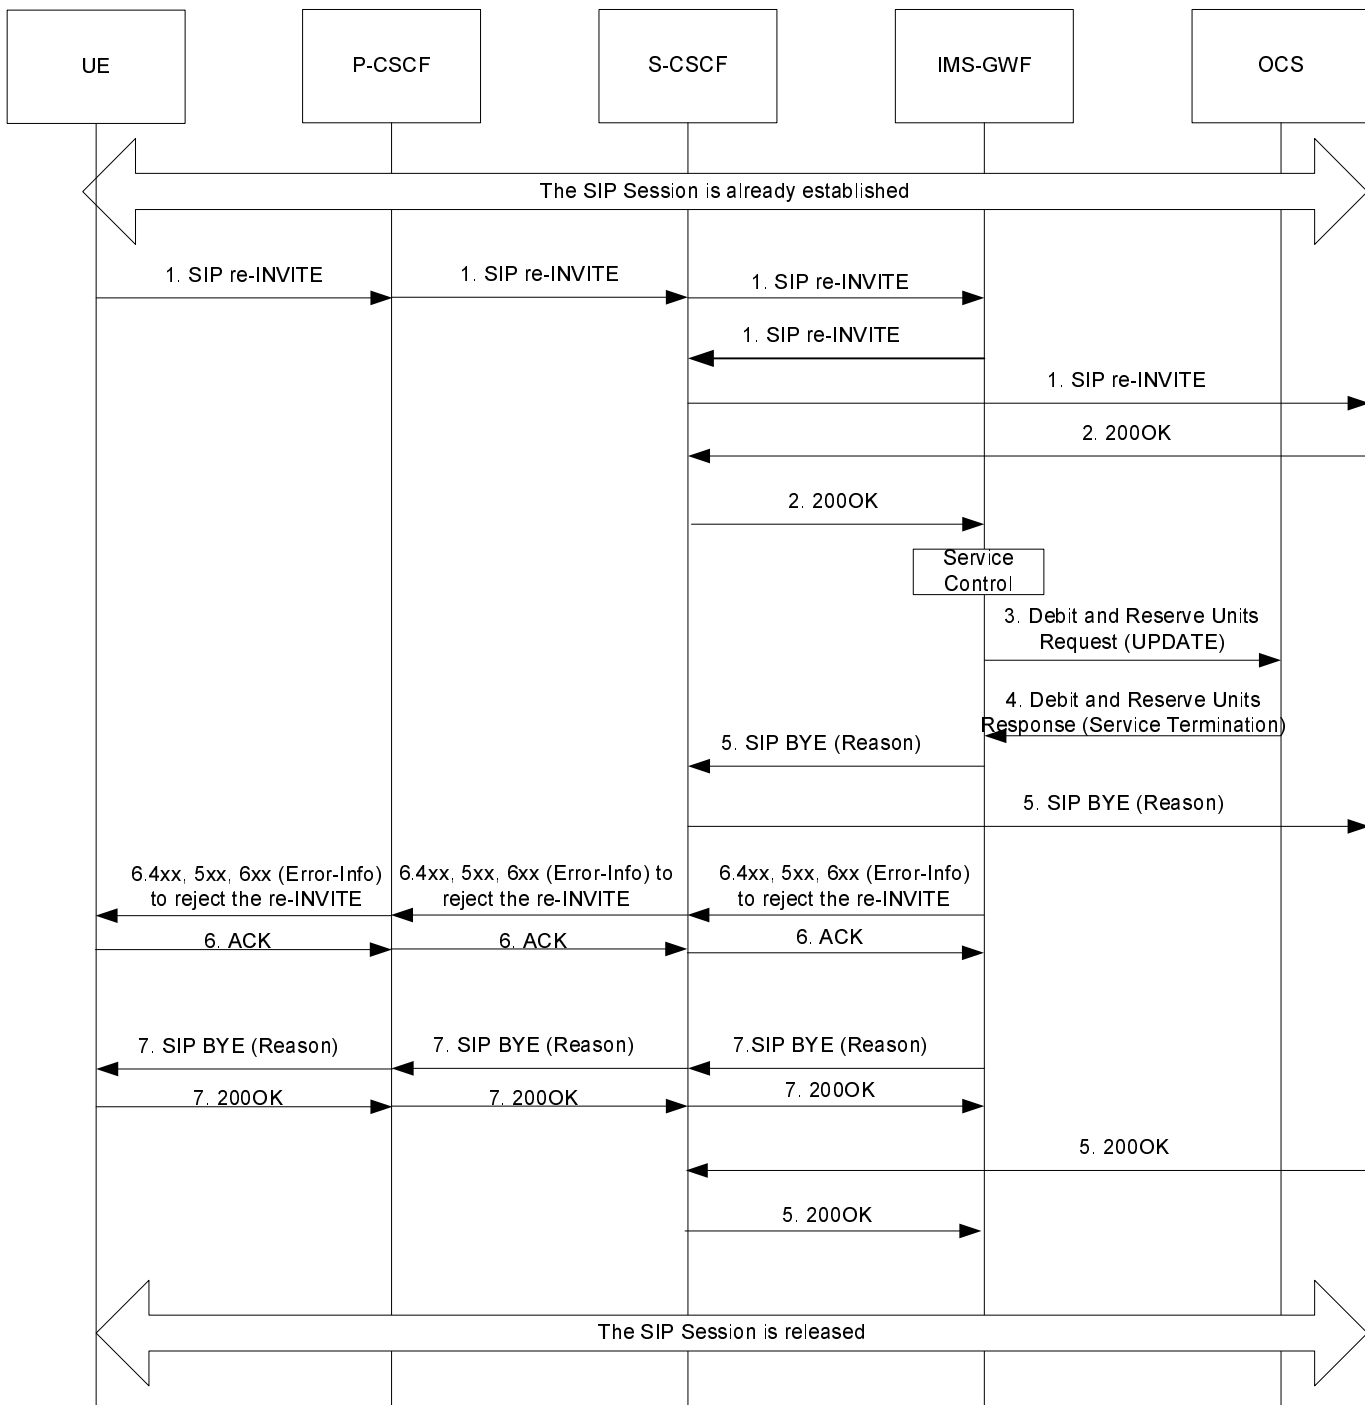 UE
P-CSCF
S-CSCF
IMS-GWF
OCS
The SIP Session is already established
1. SIP re-INVITE
1. SIP re-INVITE
1. SIP re-INVITE
1. SIP re-INVITE
1. SIP re-INVITE
2. 200OK
2. 200OK
Service
Control
3. Debit and Reserve Units
Request (UPDATE)
4. Debit and Reserve Units
Response (Service Termination)
5. SIP BYE (Reason)
5. SIP BYE (Reason)
6.4xx, 5xx, 6xx (Error-Info)
to reject the re-INVITE
6.4xx, 5xx, 6xx (Error-Info) to
reject the re-INVITE
6.4xx, 5xx, 6xx (Error-Info)
to reject the re-INVITE
6. ACK
6. ACK
6. ACK
7. SIP BYE (Reason)
7. SIP BYE (Reason)
7.SIP BYE (Reason)
7. 200OK
7. 200OK
7. 200OK
5. 200OK
5. 200OK
The SIP Session is released